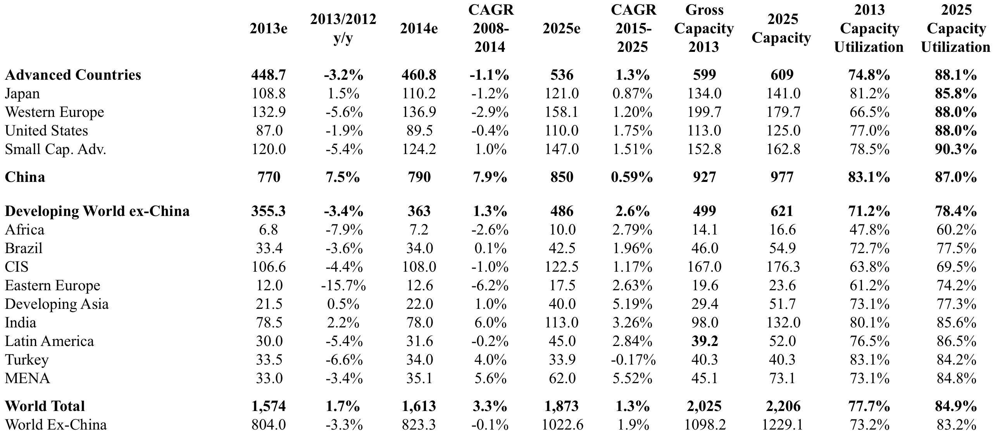 2013e 2013/2012 y/y 2014e CAGR 2008-2014 2025e CAGR 2015-2025 Gross Capacity 2013 2025 Capacity 2013 Capacity Utilization 2025 Capacity Utilization
Advanced Countries 448.7 -3.2% 460.8 -1.1% 536 1.3% 599 609 74.8% 88.1%
Japan 108.8 1.5% 110.2 -1.2% 121.0 0.87% 134.0 141.0 81.2% 85.8%
Western Europe 132.9 -5.6% 136.9 -2.9% 158.1 1.20% 199.7 179.7 66.5% 88.0%
United States 87.0 -1.9% 89.5 -0.4% 110.0 1.75% 113.0 125.0 77.0% 88.0%
Small Cap. Adv. 120.0 -5.4% 124.2 1.0% 147.0 1.51% 152.8 162.8 78.5% 90.3%
China 770 7.5% 790 7.9% 850 0.59% 927 977 83.1% 87.0%
Developing World ex-China 355.3 -3.4% 363 1.3% 486 2.6% 499 621 71.2% 78.4%
Africa 6.8 -7.9% 7.2 -2.6% 10.0 2.79% 14.1 16.6 47.8% 60.2%
Brazil 33.4 -3.6% 34.0 0.1% 42.5 1.96% 46.0 54.9 72.7% 77.5%
CIS 106.6 -4.4% 108.0 -1.0% 122.5 1.17% 167.0 176.3 63.8% 69.5%
Eastern Europe 12.0 -15.7% 12.6 -6.2% 17.5 2.63% 19.6 23.6 61.2% 74.2%
Developing Asia 21.5 0.5% 22.0 1.0% 40.0 5.19% 29.4 51.7 73.1% 77.3%
India 78.5 2.2% 78.0 6.0% 113.0 3.26% 98.0 132.0 80.1% 85.6%
Latin America 30.0 -5.4% 31.6 -0.2% 45.0 2.84% 39.2 52.0 76.5% 86.5%
Turkey 33.5 -6.6% 34.0 4.0% 33.9 -0.17% 40.3 40.3 83.1% 84.2%
MENA 33.0 -3.4% 35.1 5.6% 62.0 5.52% 45.1 73.1 73.1% 84.8%
World Total 1,574 1.7% 1,613 3.3% 1,873 1.3% 2,025 2,206 77.7% 84.9%
World Ex-China 804.0 -3.3% 823.3 -0.1% 1022.6 1.9% 1098.2 1229.1 73.2% 83.2%